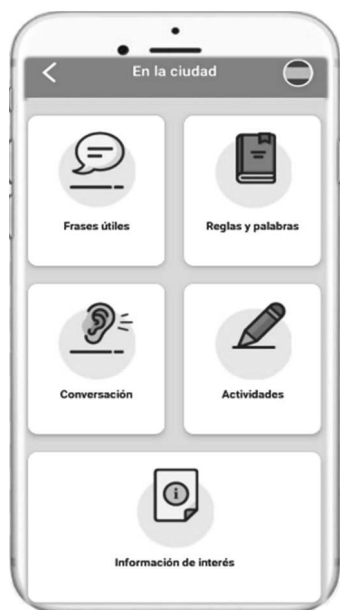 En la ciudad
Frases útiles
Reglas y palabras
Conversación
Actividades
Información de interés